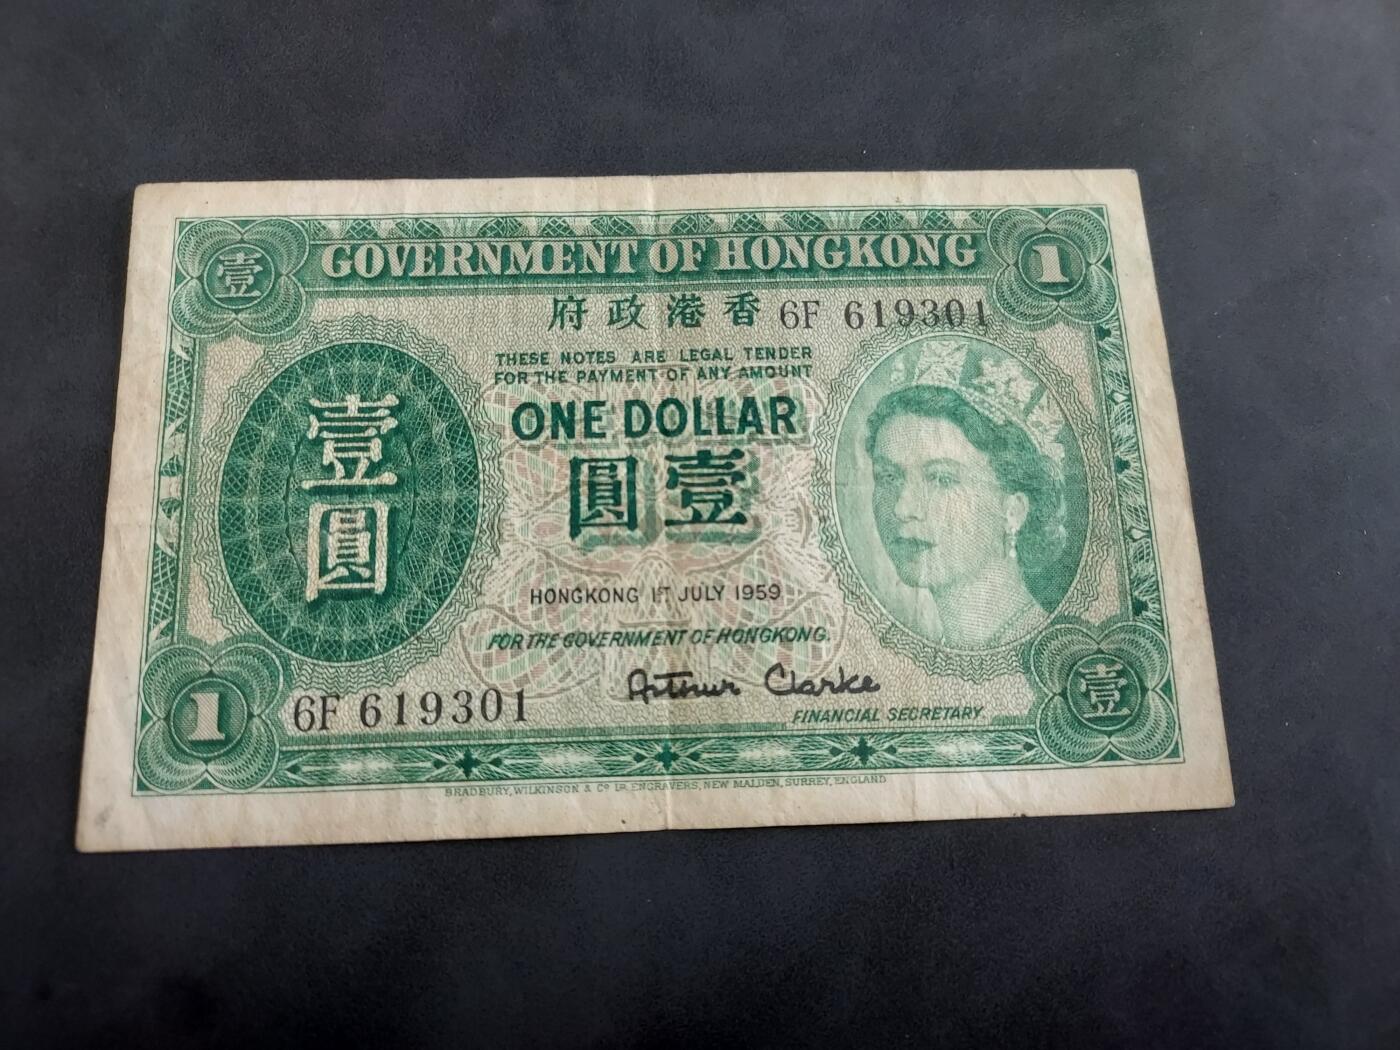 GOVERNMENT OF HONGKONG
壹
1
府政港香
6F 619301
THESE NOTES ARE LEGAL TENDER
FOR THE PAYMENT OF ANY AMOUNT
ONE DOLLAR
圓壹
壹
圓
HONGKONG 1ST JULY 1959
FOR THE GOVERNMENT OF HONGKONG.
Arthur Clarke
FINANCIAL SECRETARY
1
6F 619301
壹
BRADBURY, WILKINSON & Co. LD. ENGRAVERS, NEW MALDEN, SURREY, ENGLAND